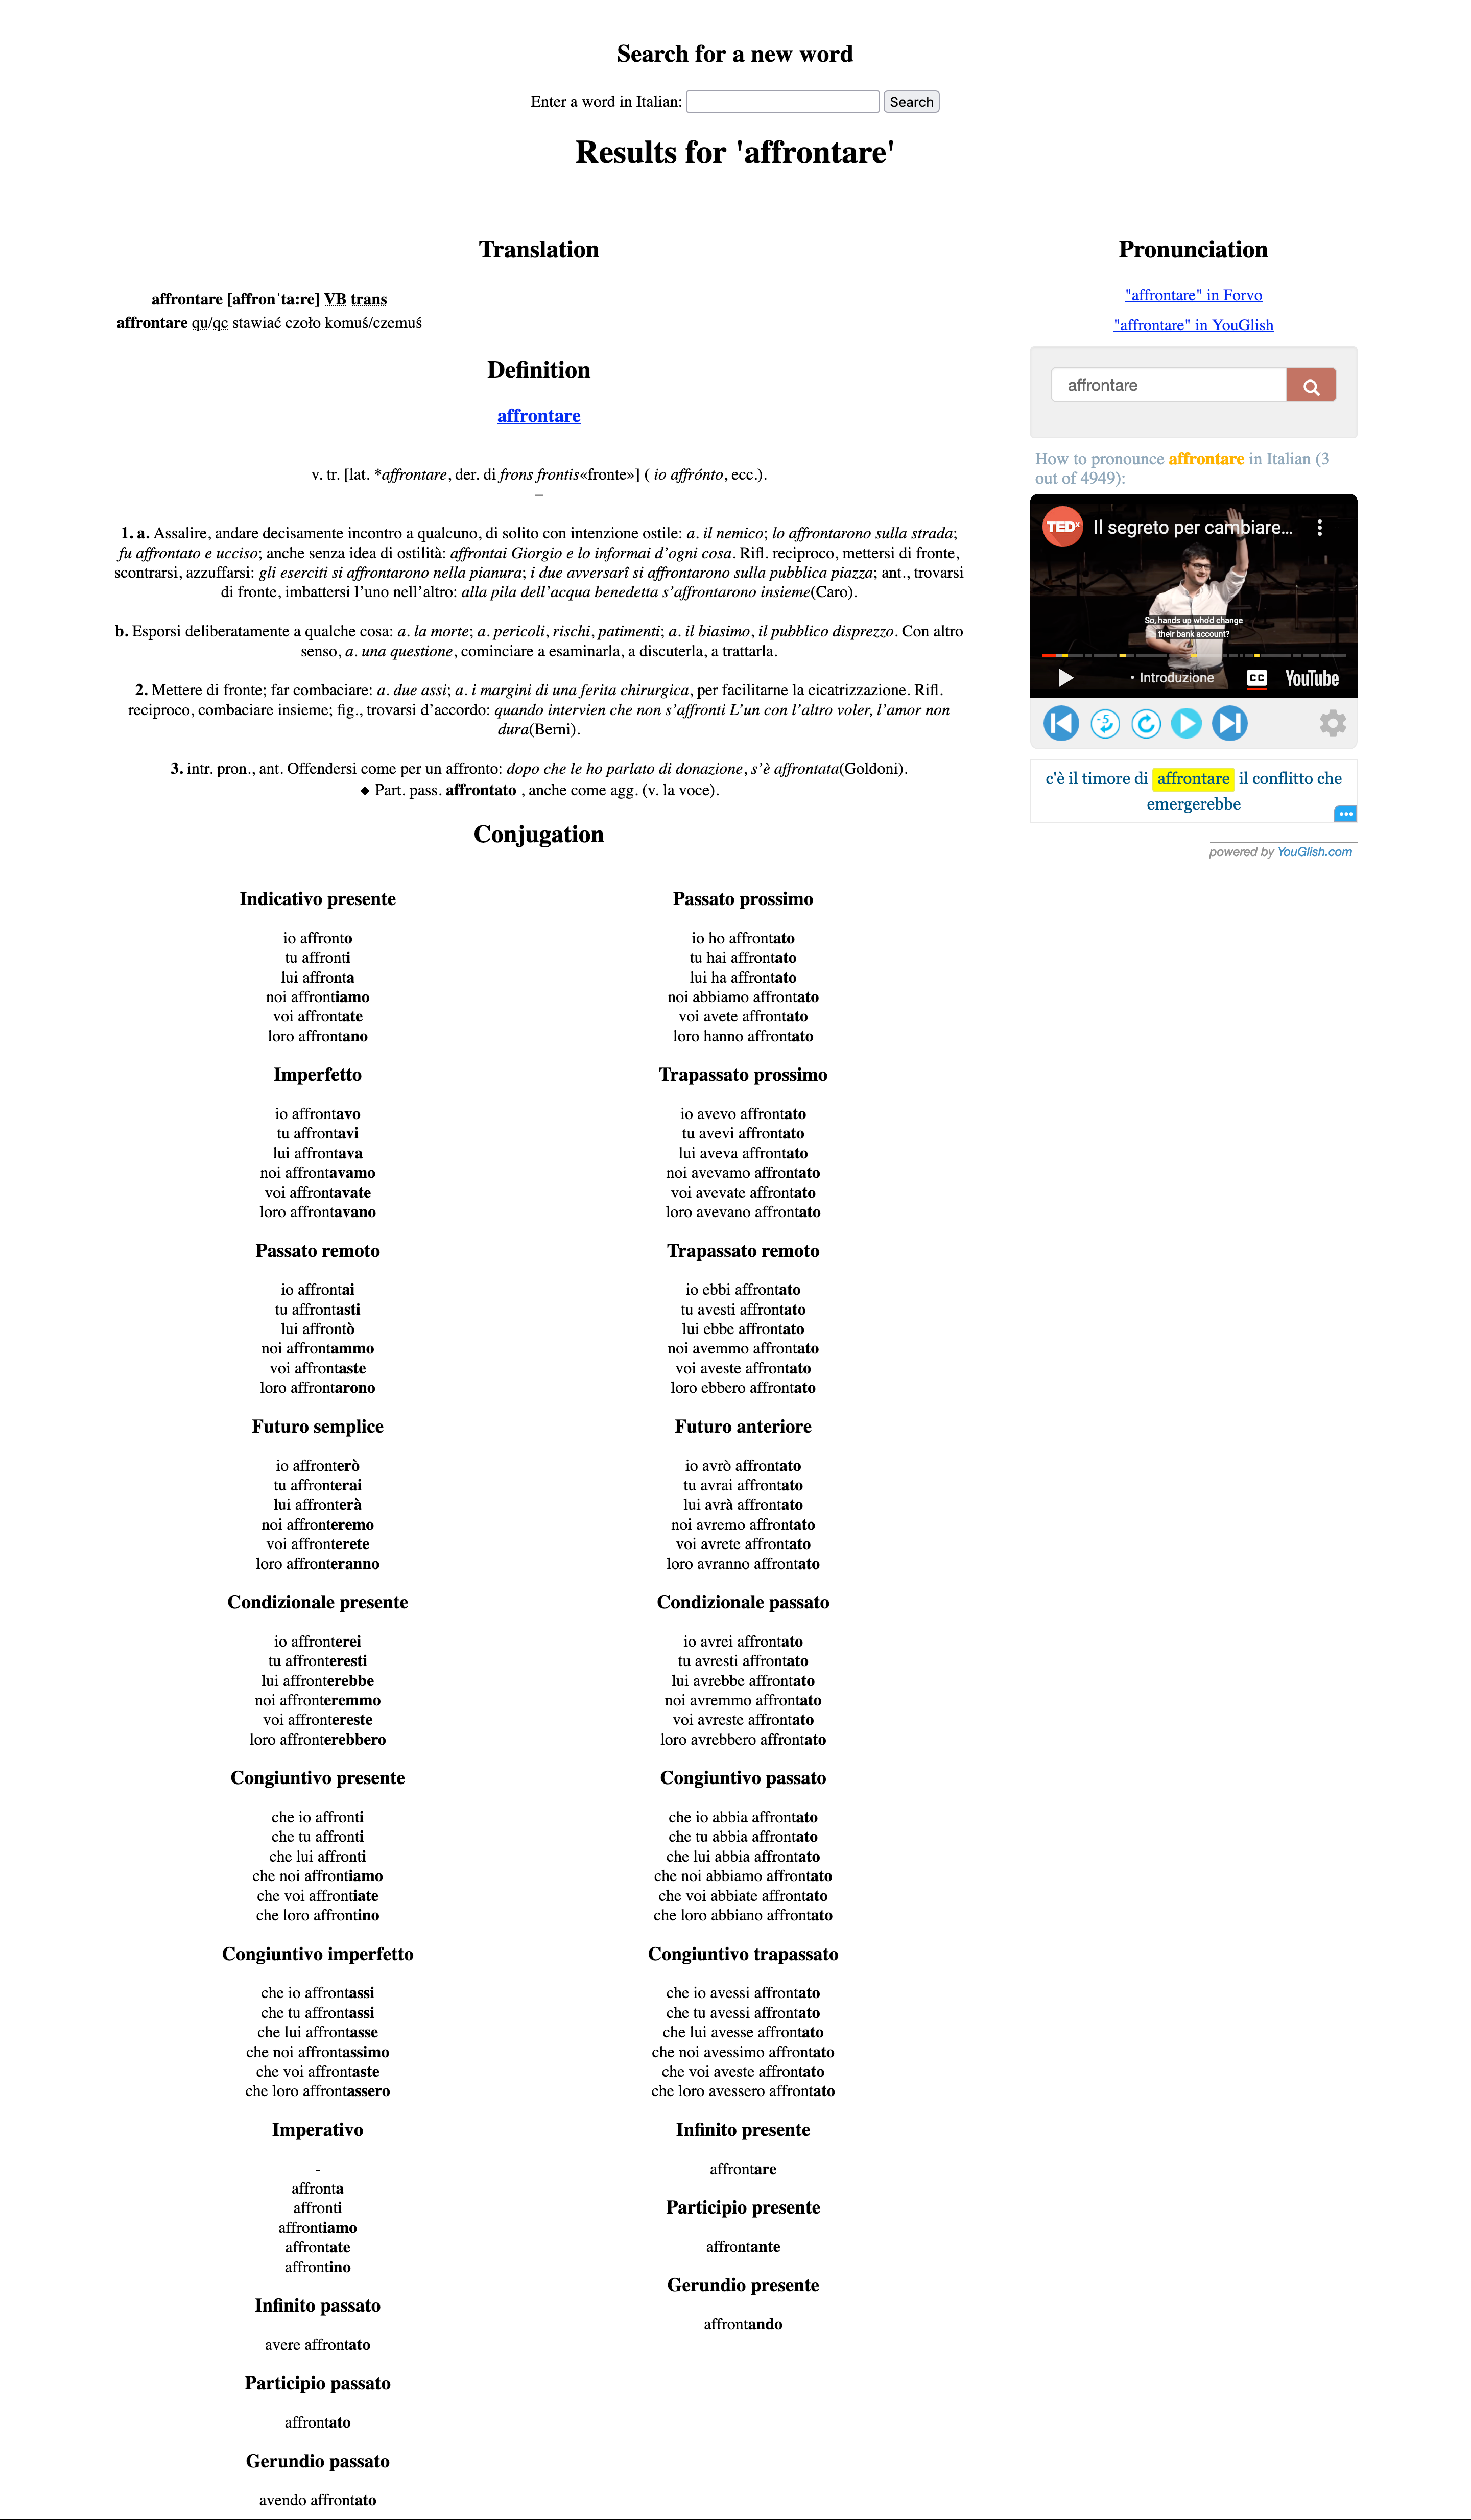 Search for a new word
Enter a word in Italian: Search
Results for 'affrontare'
Translation
affrontare [affronˈta:re] VB trans
affrontare qu/qc stawiać czoło komuś/czemuś
Definition
affrontare
v. tr. [lat. *affrontare, der. di frons frontis«fronte»] ( io affrónto, ecc.).
–
1. a. Assalire, andare decisamente incontro a qualcuno, di solito con intenzione ostile: a. il nemico; lo affrontarono sulla strada;
fu affrontato e ucciso; anche senza idea di ostilità: affrontai Giorgio e lo informai d’ogni cosa. Rifl. reciproco, mettersi di fronte,
scontrarsi, azzuffarsi: gli eserciti si affrontarono nella pianura; i due avversarî si affrontarono sulla pubblica piazza; ant., trovarsi
di fronte, imbattersi l’uno nell’altro: alla pila dell’acqua benedetta s’affrontarono insieme(Caro).
b. Esporsi deliberatamente a qualche cosa: a. la morte; a. pericoli, rischi, patimenti; a. il biasimo, il pubblico disprezzo. Con altro
senso, a. una questione, cominciare a esaminarla, a discuterla, a trattarla.
2. Mettere di fronte; far combaciare: a. due assi; a. i margini di una ferita chirurgica, per facilitarne la cicatrizzazione. Rifl.
reciproco, combaciare insieme; fig., trovarsi d’accordo: quando intervien che non s’affronti L’un con l’altro voler, l’amor non
dura(Berni).
3. intr. pron., ant. Offendersi come per un affronto: dopo che le ho parlato di donazione, s’è affrontata(Goldoni).
◆ Part. pass. affrontato , anche come agg. (v. la voce).
Conjugation
Indicativo presente
io affronto
tu affronti
lui affronta
noi affrontiamo
voi affrontate
loro affrontano
Passato prossimo
io ho affrontato
tu hai affrontato
lui ha affrontato
noi abbiamo affrontato
voi avete affrontato
loro hanno affrontato
Imperfetto
io affrontavo
tu affrontavi
lui affrontava
noi affrontavamo
voi affrontavate
loro affrontavano
Trapassato prossimo
io avevo affrontato
tu avevi affrontato
lui aveva affrontato
noi avevamo affrontato
voi avevate affrontato
loro avevano affrontato
Passato remoto
io affrontai
tu affrontasti
lui affrontò
noi affrontammo
voi affrontaste
loro affrontarono
Trapassato remoto
io ebbi affrontato
tu avesti affrontato
lui ebbe affrontato
noi avemmo affrontato
voi aveste affrontato
loro ebbero affrontato
Futuro semplice
io affronterò
tu affronterai
lui affronterà
noi affronteremo
voi affronterete
loro affronteranno
Futuro anteriore
io avrò affrontato
tu avrai affrontato
lui avrà affrontato
noi avremo affrontato
voi avrete affrontato
loro avranno affrontato
Condizionale presente
io affronterei
tu affronteresti
lui affronterebbe
noi affronteremmo
voi affrontereste
loro affronterebbero
Condizionale passato
io avrei affrontato
tu avresti affrontato
lui avrebbe affrontato
noi avremmo affrontato
voi avreste affrontato
loro avrebbero affrontato
Congiuntivo presente
che io affronti
che tu affronti
che lui affronti
che noi affrontiamo
che voi affrontiate
che loro affrontino
Congiuntivo passato
che io abbia affrontato
che tu abbia affrontato
che lui abbia affrontato
che noi abbiamo affrontato
che voi abbiate affrontato
che loro abbiano affrontato
Congiuntivo imperfetto
che io affrontassi
che tu affrontassi
che lui affrontasse
che noi affrontassimo
che voi affrontaste
che loro affrontassero
Congiuntivo trapassato
che io avessi affrontato
che tu avessi affrontato
che lui avesse affrontato
che noi avessimo affrontato
che voi aveste affrontato
che loro avessero affrontato
Imperativo
-
affronta
affronti
affrontiamo
affrontate
affrontino
Infinito presente
affrontare
Participio presente
affrontante
Gerundio presente
affrontando
Infinito passato
avere affrontato
Participio passato
affrontato
Gerundio passato
avendo affrontato
Pronunciation
"affrontare" in Forvo
"affrontare" in YouGlish
affrontare
How to pronounce affrontare in Italian (3
out of 4949):
TEDx Il segreto per cambiare...
So, hands up who'd change
their bank account?
• Introduzione CC YouTube
-5
c'è il timore di affrontare il conflitto che
emergerebbe
powered by YouGlish.com